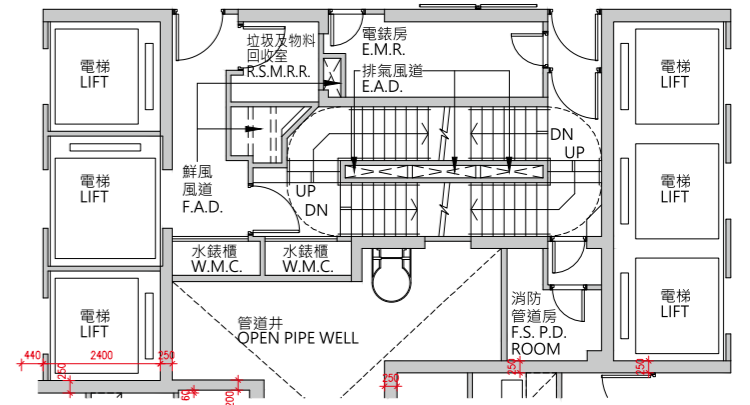 電梯
LIFT
垃圾及物料
回收室
R.S.M.R.R.
電錶房
E.M.R.
排氣風道
E.A.D.
電梯
LIFT
DN
UP
電梯
LIFT
鮮風
風道
F.A.D.
UP
DN
電梯
LIFT
水錶櫃
W.M.C.
水錶櫃
W.M.C.
電梯
LIFT
管道井
OPEN PIPE WELL
消防
管道房
F.S. P.D.
ROOM
電梯
LIFT
440
2400
250
250
250
250
250
60
200